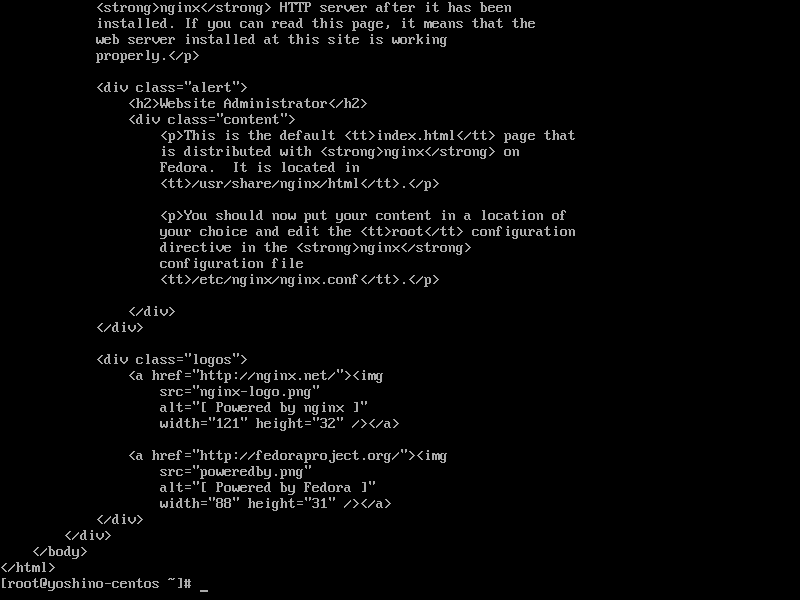 <strong>nginx</strong> HTTP server after it has been
            installed. If you can read this page, it means that the
            web server installed at this site is working
            properly.</p>

            <div class="alert">
                <h2>Website Administrator</h2>
                <div class="content">
                    <p>This is the default <tt>index.html</tt> page that
                    is distributed with <strong>nginx</strong> on
                    Fedora.  It is located in
                    <tt>/usr/share/nginx/html</tt>.</p>

                    <p>You should now put your content in a location of
                    your choice and edit the <tt>root</tt> configuration
                    directive in the <strong>nginx</strong>
                    configuration file
                    <tt>/etc/nginx/nginx.conf</tt>.</p>

                </div>
            </div>

            <div class="logos">
                <a href="http://nginx.net/"><img
                    src="nginx-logo.png"
                    alt="[ Powered by nginx ]"
                    width="121" height="32" /></a>

                <a href="http://fedoraproject.org/"><img
                    src="poweredby.png"
                    alt="[ Powered by Fedora ]"
                    width="88" height="31" /></a>
            </div>
        </div>
    </body>
</html>
[root@yoshino-centos ~]# _